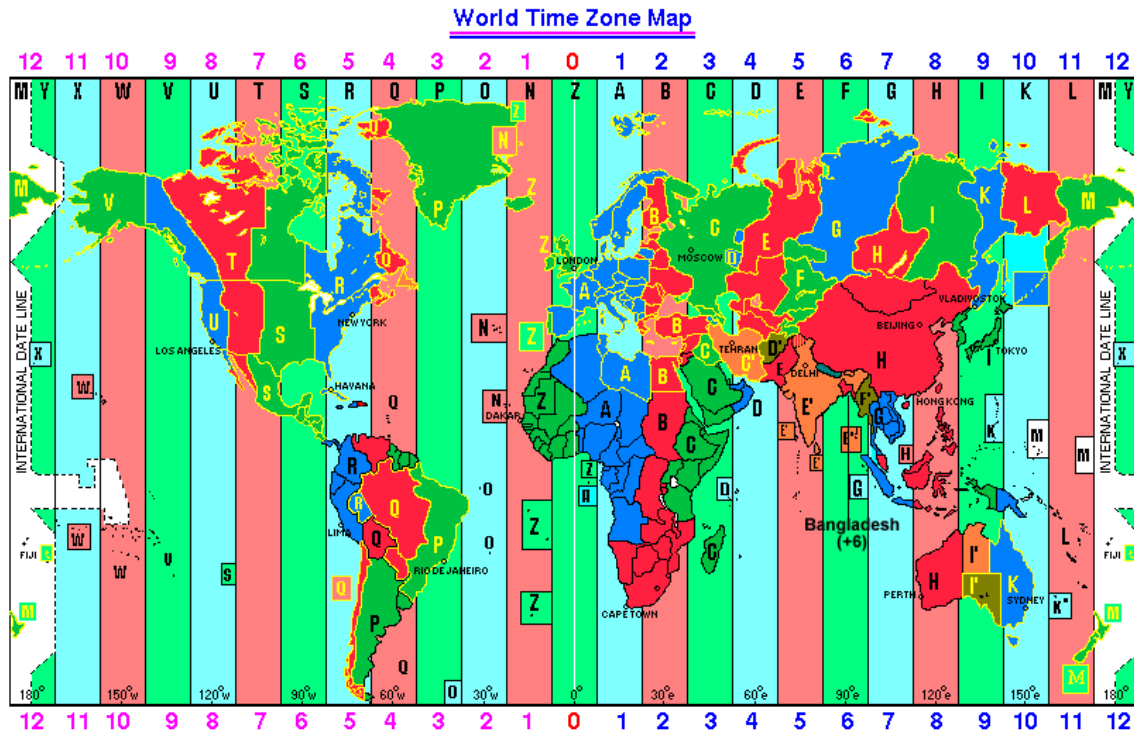 World Time Zone Map
12 11 10 9 8 7 6 5 4 3 2 1 0 1 2 3 4 5 6 7 8 9 10 11 12
M Y X W V U T S R Q P O N Z A B C D E F G H I K L M Y
Z
N
Q
M V T R P Z Z B C D E G H I K L M
Q
F
LONDON
MOSCOW
A
U S
NEW YORK
LOS ANGELES
N Z B
VLADIVOSTOK
BEIJING
TOKYO
TEHRAN
D'
C C'
X
W
S
HAVANA
Q
N
DAKAR
Z A B C D
E
DELHI
E' F' G H I
HONG KONG
X
INTERNATIONAL DATE LINE
INTERNATIONAL DATE LINE
A B C
E' E'' H K M M
E'
R R Q O Z A D G
LIMA
Q P
RIO DE JANEIRO
Bangladesh
(+6)
FIJI
W
W
U
S
O Z C
L
FIJI
Q P Z
CAPE TOWN
PERTH
H I' I' K
SYDNEY
K"
M
M
M
Q
O
180° 150°w 120°w 90°w 60°w 30°w 0° 30°e 60°e 90°e 120°e 150°e 180°
12 11 10 9 8 7 6 5 4 3 2 1 0 1 2 3 4 5 6 7 8 9 10 11 12